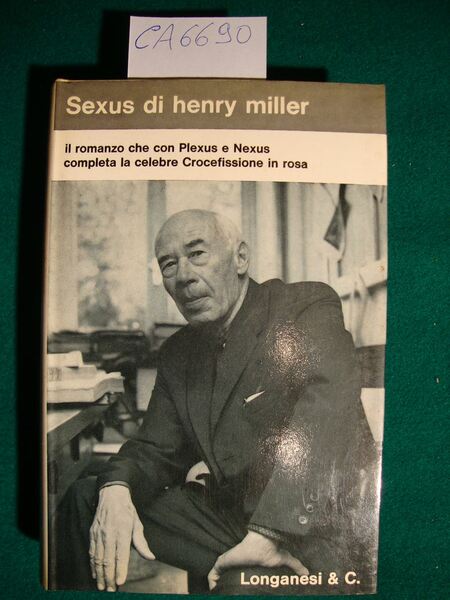 CA6690
Sexus di henry miller
il romanzo che con Plexus e Nexus
completa la celebre Crocefissione in rosa
Longanesi & C.